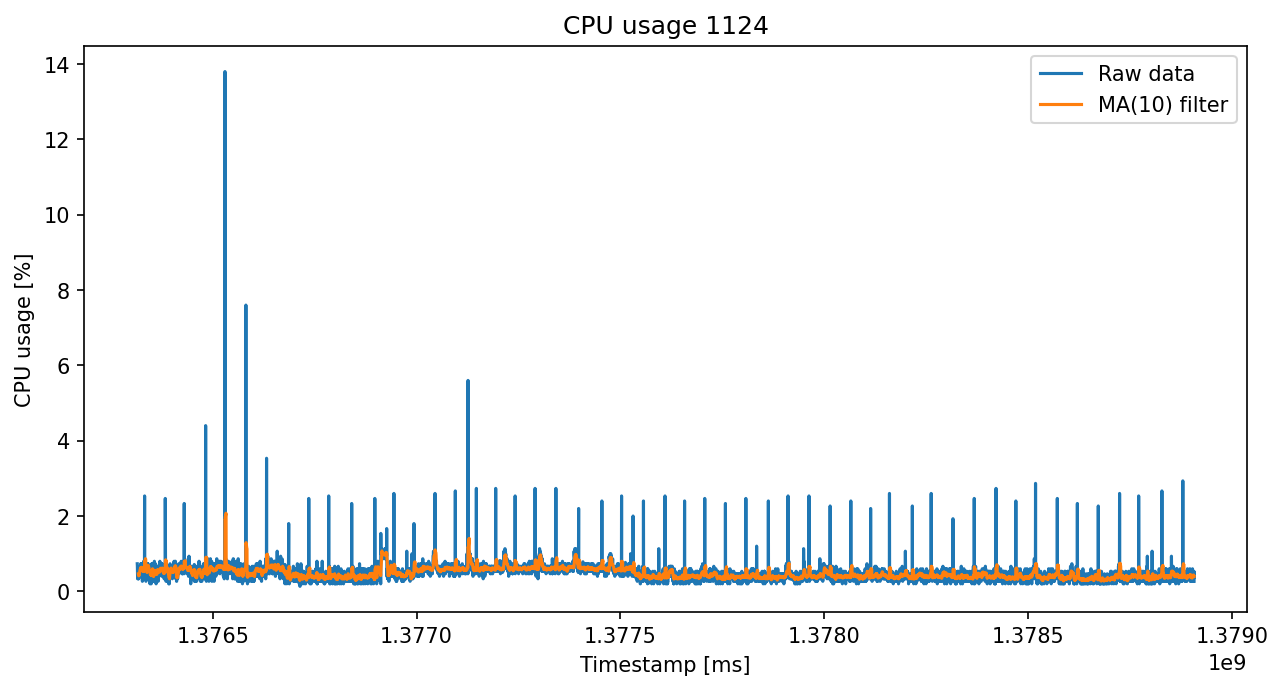 CPU usage 1124
Raw data
MA(10) filter
CPU usage [%]
14
12
10
8
6
4
2
0
1.3765 1.3770 1.3775 1.3780 1.3785 1.3790
1e9
Timestamp [ms]